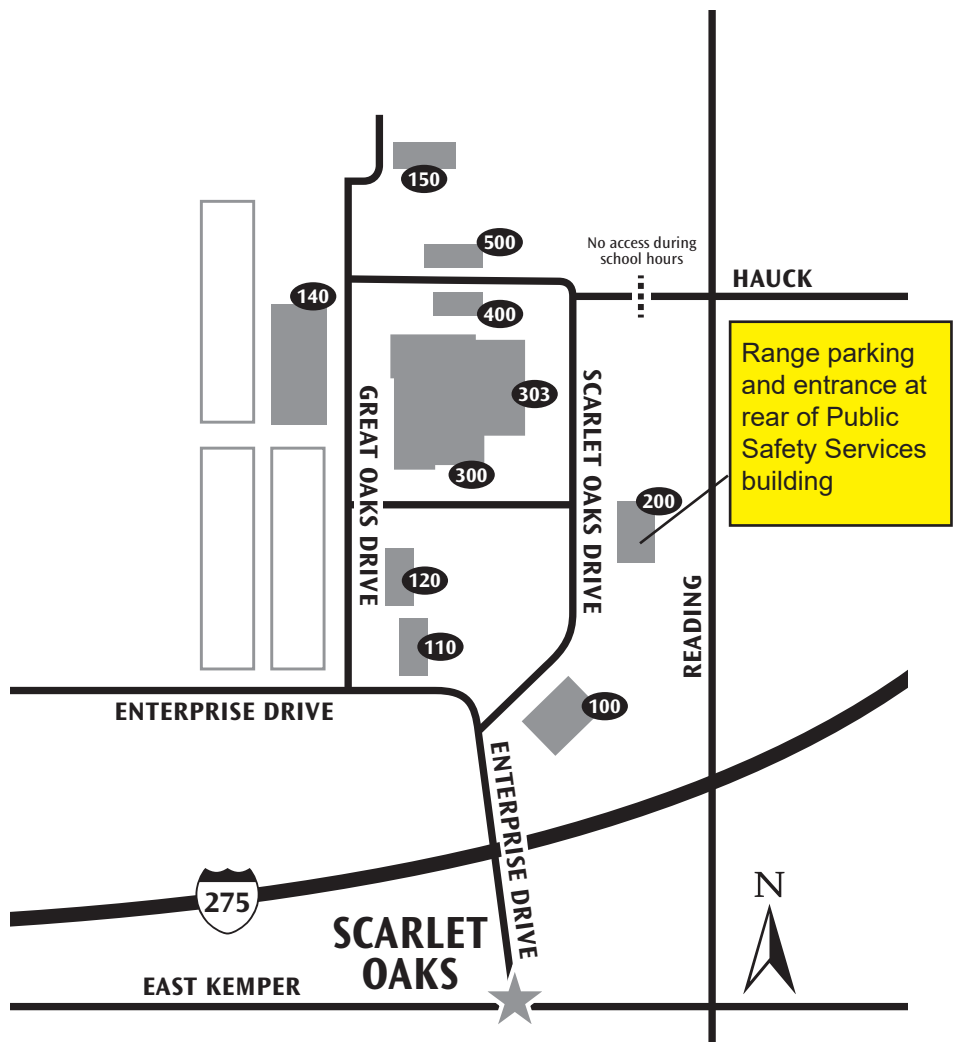 150
500
No access during
school hours
HAUCK
140
400
Range parking
and entrance at
rear of Public
Safety Services
building
GREAT OAKS DRIVE
SCARLET OAKS DRIVE
303
300
200
120
READING
110
100
ENTERPRISE DRIVE
ENTERPRISE DRIVE
275
N
SCARLET
OAKS
EAST KEMPER